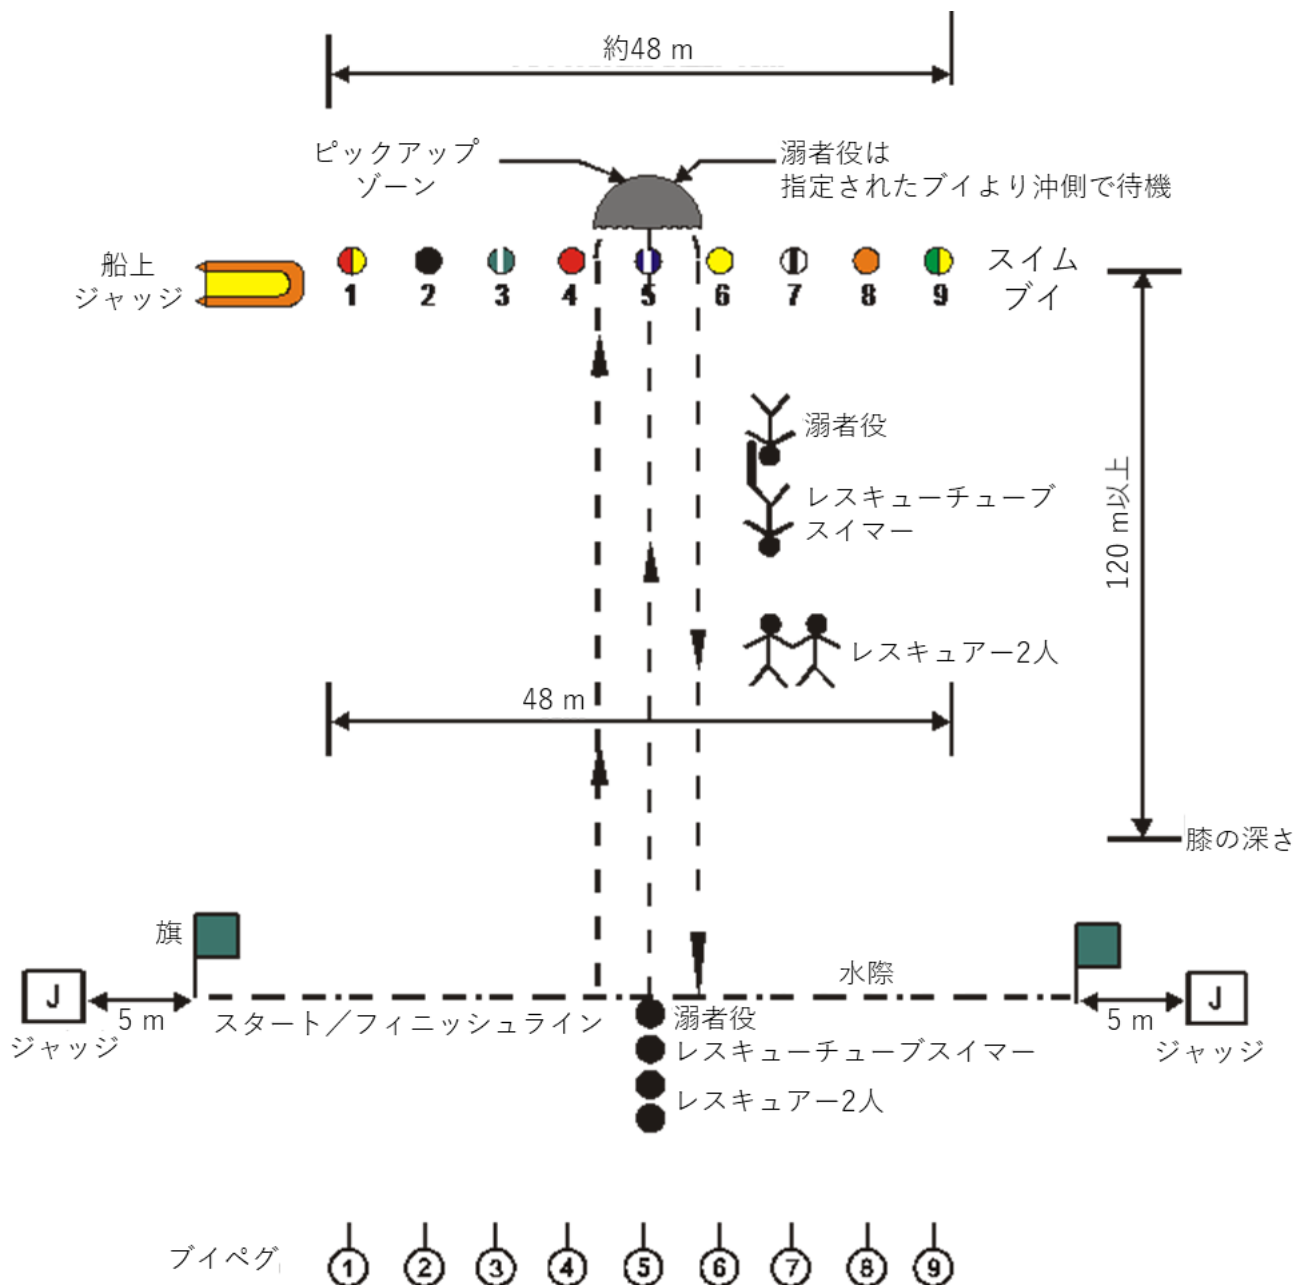 約48 m
ピックアップ
ゾーン
溺者役は
指定されたブイより沖側で待機
船上
ジャッジ
スイム
ブイ
1 2 3 4 5 6 7 8 9
溺者役
レスキューチューブ
スイマー
120 m以上
レスキュアー2人
48 m
膝の深さ
旗
水際
J
5 m
ジャッジ
スタート／フィニッシュライン
溺者役
レスキューチューブスイマー
レスキュアー2人
J
5 m
ジャッジ
ブイペグ
1 2 3 4 5 6 7 8 9